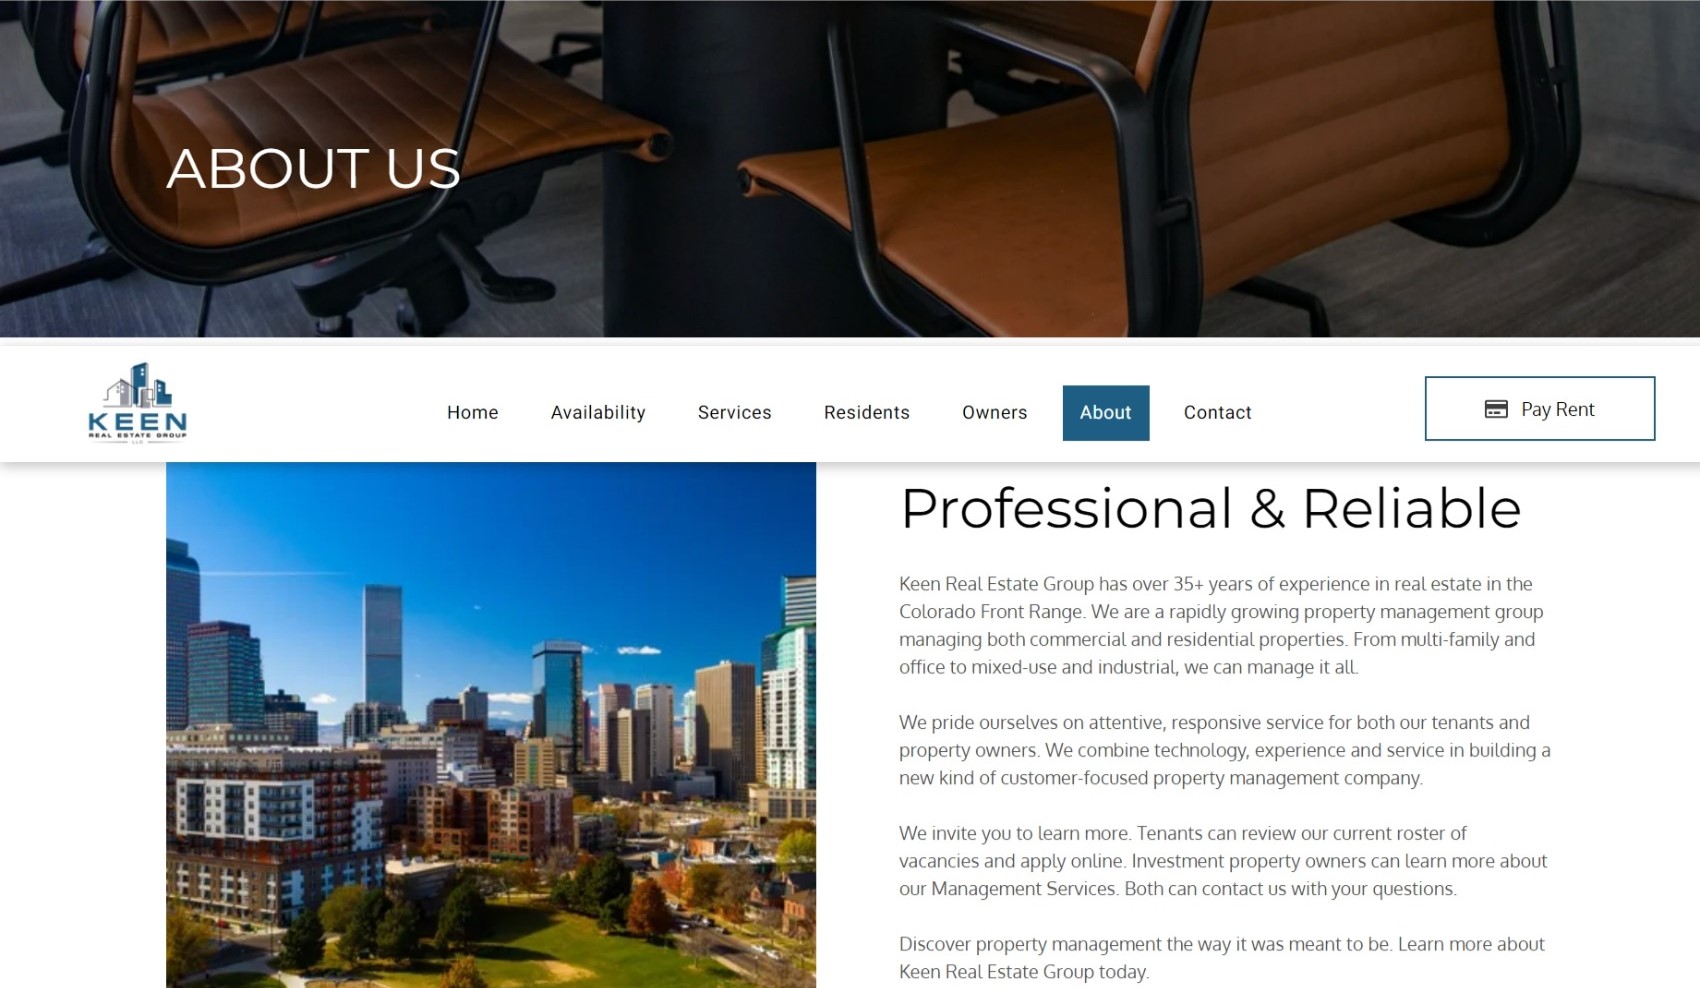 ABOUT US
KEEN
REAL ESTATE GROUP
LLC
Home
Availability
Services
Residents
Owners
About
Contact
Pay Rent
Professional & Reliable
Keen Real Estate Group has over 35+ years of experience in real estate in the
Colorado Front Range. We are a rapidly growing property management group
managing both commercial and residential properties. From multi-family and
office to mixed-use and industrial, we can manage it all.
We pride ourselves on attentive, responsive service for both our tenants and
property owners. We combine technology, experience and service in building a
new kind of customer-focused property management company.
We invite you to learn more. Tenants can review our current roster of
vacancies and apply online. Investment property owners can learn more about
our Management Services. Both can contact us with your questions.
Discover property management the way it was meant to be. Learn more about
Keen Real Estate Group today.